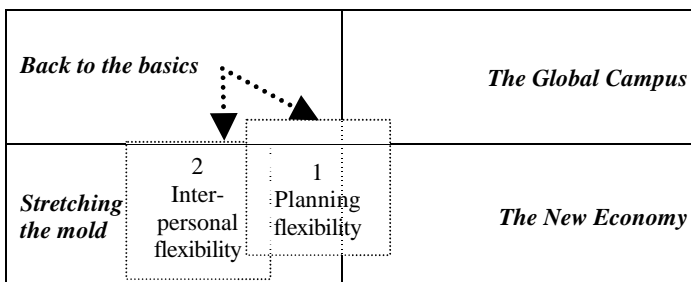 Back to the basics
The Global Campus
Stretching
the mold
2
Inter-
personal
flexibility
1
Planning
flexibility
The New Economy